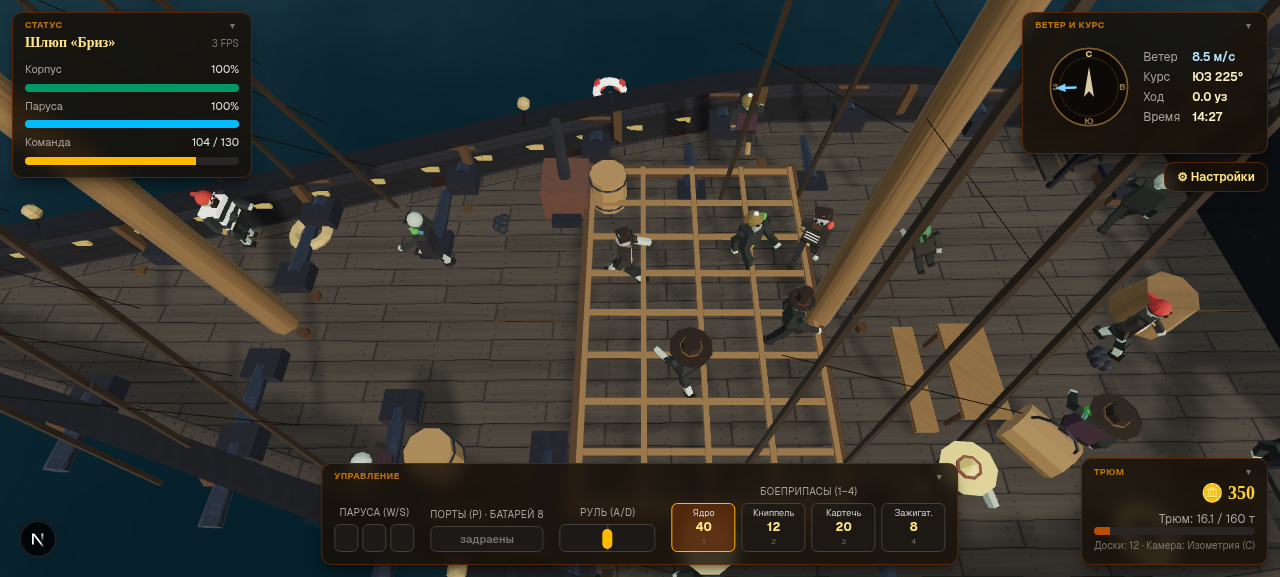 СТАТУС
Шлюп «Бриз»
3 FPS
Корпус 100%
Паруса 100%
Команда 104 / 130
ВЕТЕР И КУРС
С
З В
Ю
Ветер 8.5 м/с
Курс ЮЗ 225°
Ход 0.0 уз
Время 14:27
⚙ Настройки
УПРАВЛЕНИЕ
ПАРУСА (W/S)
ПОРТЫ (P) · БАТАРЕЙ 8
задраены
РУЛЬ (A/D)
БОЕПРИПАСЫ (1–4)
Ядро
40
1
Книппель
12
2
Картечь
20
3
Зажигат.
8
4
ТРЮМ
350
Трюм: 16.1 / 160 т
Доски: 12 · Камера: Изометрия (C)
N